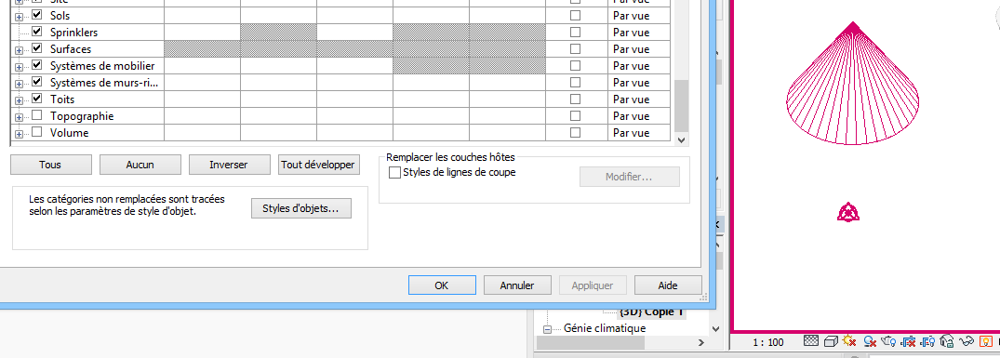 Sols
Par vue
Sprinklers
Par vue
Surfaces
Par vue
Systèmes de mobilier
Par vue
Systèmes de murs-ri...
Par vue
Toits
Par vue
Topographie
Par vue
Volume
Par vue
Tous
Aucun
Inverser
Tout développer
Remplacer les couches hôtes
Styles de lignes de coupe
Modifier...
Les catégories non remplacées sont tracées
selon les paramètres de style d'objet.
Styles d'objets...
OK
Annuler
Appliquer
Aide
{3D} Copie 1
Génie climatique
1 : 100